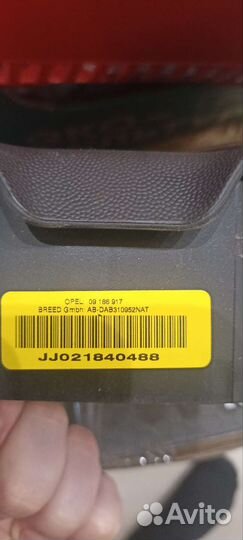 OPEL 09 186 917
BREED Gmbh AB-DAB310952NAT
JJ021840488
Avito